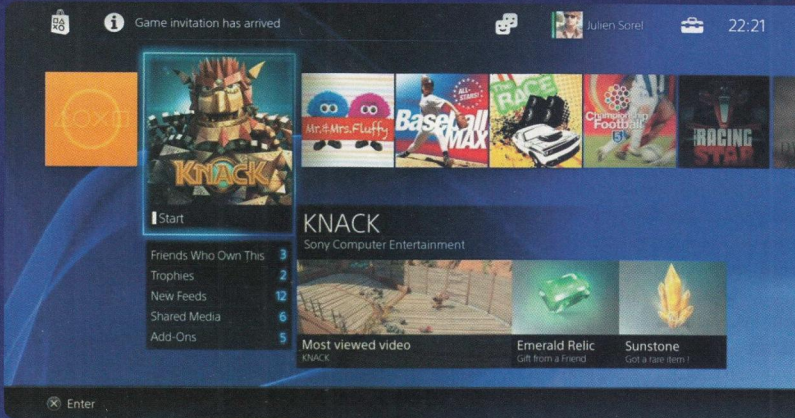 Game invitation has arrived
Julien Sorel
22:21
KNACK
Start
Mr.&Mrs.Fluffy
ALL-STARS!
Baseball
MAX
The
RACE
Championship
Football
51
RACING
STAR
KNACK
Sony Computer Entertainment
Friends Who Own This 3
Trophies 2
New Feeds 12
Shared Media 6
Add-Ons 5
Most viewed video
KNACK
Emerald Relic
Gift from a Friend
Sunstone
Got a rare item !
Enter